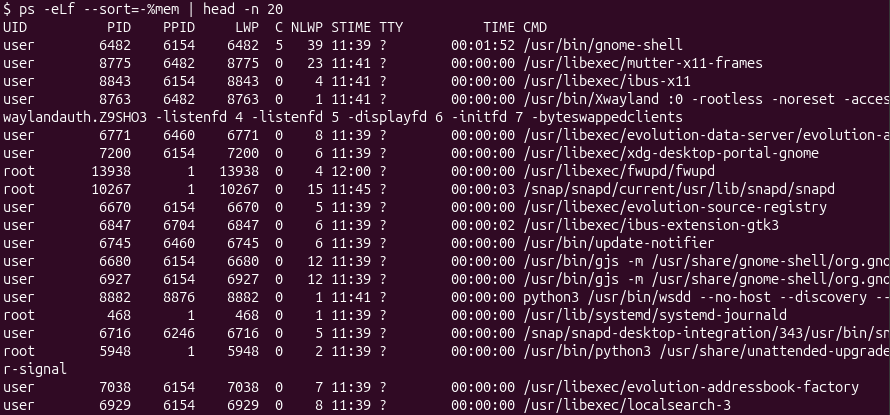 $ ps -eLf --sort=-%mem | head -n 20
UID          PID    PPID     LWP  C NLWP STIME TTY          TIME CMD
user        6482    6154    6482  5   39 11:39 ?        00:01:52 /usr/bin/gnome-shell
user        8775    6482    8775  0   23 11:41 ?        00:00:00 /usr/libexec/mutter-x11-frames
user        8843    6154    8843  0    4 11:41 ?        00:00:00 /usr/libexec/ibus-x11
user        8763    6482    8763  0    1 11:41 ?        00:00:00 /usr/bin/Xwayland :0 -rootless -noreset -acces
waylandauth.Z9SHO3 -listenfd 4 -listenfd 5 -displayfd 6 -initfd 7 -byteswappedclients
user        6771    6460    6771  0    8 11:39 ?        00:00:00 /usr/libexec/evolution-data-server/evolution-a
user        7200    6154    7200  0    6 11:39 ?        00:00:00 /usr/libexec/xdg-desktop-portal-gnome
root       13938       1   13938  0    4 12:00 ?        00:00:00 /usr/libexec/fwupd/fwupd
root       10267       1   10267  0   15 11:45 ?        00:00:03 /snap/snapd/current/usr/lib/snapd/snapd
user        6670    6154    6670  0    5 11:39 ?        00:00:00 /usr/libexec/evolution-source-registry
user        6847    6704    6847  0    6 11:39 ?        00:00:02 /usr/libexec/ibus-extension-gtk3
user        6745    6460    6745  0    6 11:39 ?        00:00:00 /usr/bin/update-notifier
user        6680    6154    6680  0   12 11:39 ?        00:00:00 /usr/bin/gjs -m /usr/share/gnome-shell/org.gno
user        6927    6154    6927  0   12 11:39 ?        00:00:00 /usr/bin/gjs -m /usr/share/gnome-shell/org.gno
user        8882    8876    8882  0    1 11:41 ?        00:00:00 python3 /usr/bin/wsdd --no-host --discovery --
root         468       1     468  0    1 11:39 ?        00:00:00 /usr/lib/systemd/systemd-journald
user        6716    6246    6716  0    5 11:39 ?        00:00:00 /snap/snapd-desktop-integration/343/usr/bin/sn
root        5948       1    5948  0    2 11:39 ?        00:00:00 /usr/bin/python3 /usr/share/unattended-upgrade
r-signal
user        7038    6154    7038  0    7 11:39 ?        00:00:00 /usr/libexec/evolution-addressbook-factory
user        6929    6154    6929  0    8 11:39 ?        00:00:00 /usr/libexec/localsearch-3